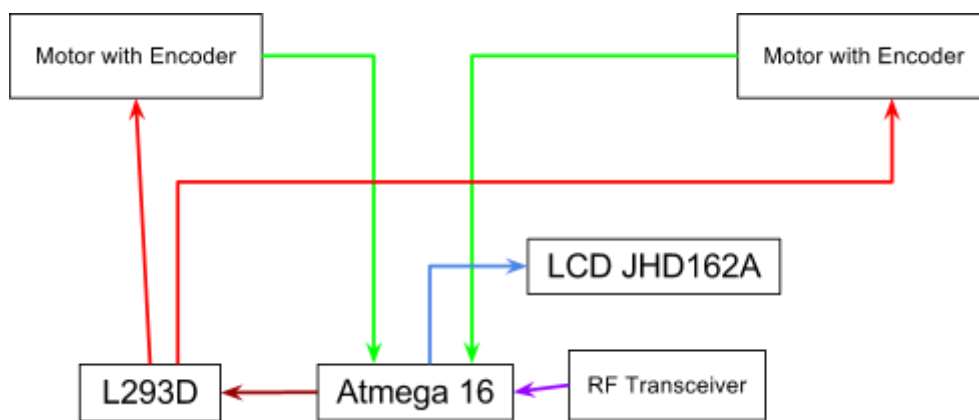 Motor with Encoder
Motor with Encoder
LCD JHD162A
L293D
Atmega 16
RF Transceiver